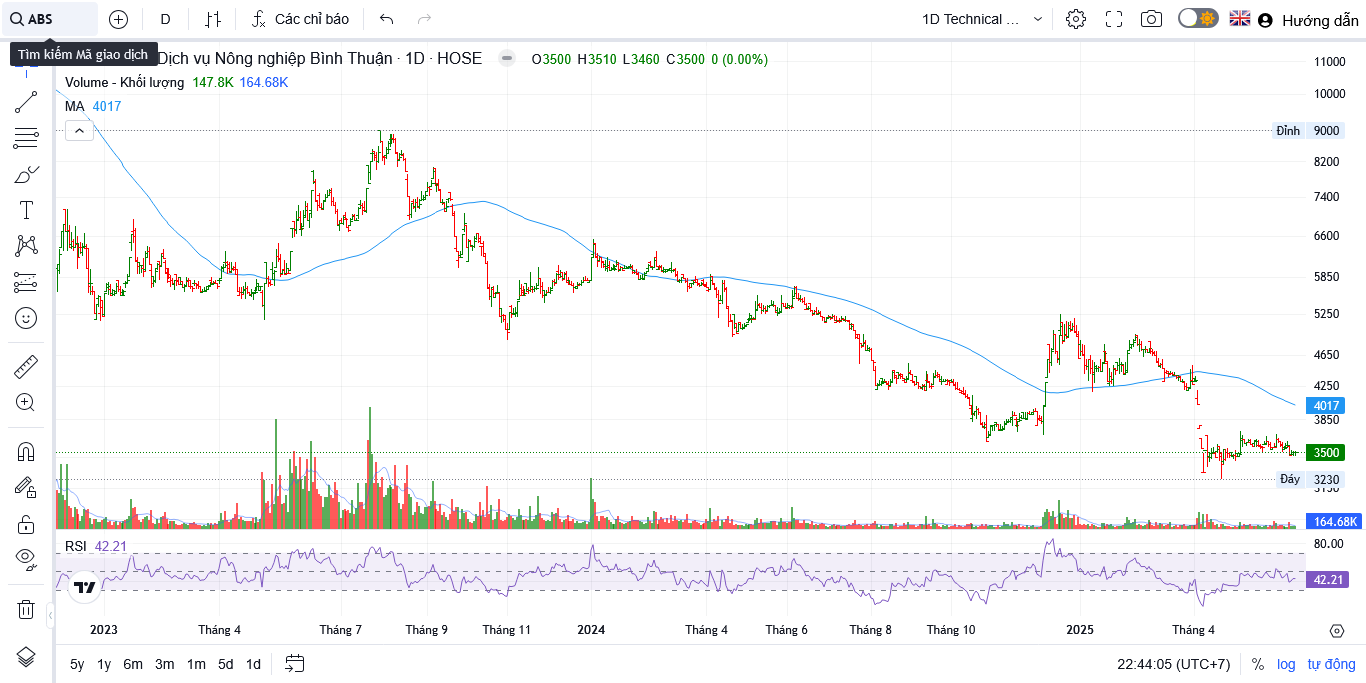 ABS D Các chỉ báo 1D Technical ... Hướng dẫn
Tìm kiếm Mã giao dịch
Dịch vụ Nông nghiệp Bình Thuận · 1D · HOSE O3500 H3510 L3460 C3500 0 (0.00%)
Volume - Khối lượng 147.8K 164.68K
MA 4017
11000
10000
Đỉnh 9000
8200
7400
6600
5850
5250
4650
4250
4017
3850
3500
Đáy 3230
3130
164.68K
RSI 42.21
80.00
42.21
2023 Tháng 4 Tháng 7 Tháng 9 Tháng 11 2024 Tháng 4 Tháng 6 Tháng 8 Tháng 10 2025 Tháng 4
5y 1y 6m 3m 1m 5d 1d 22:44:05 (UTC+7) % log tự động